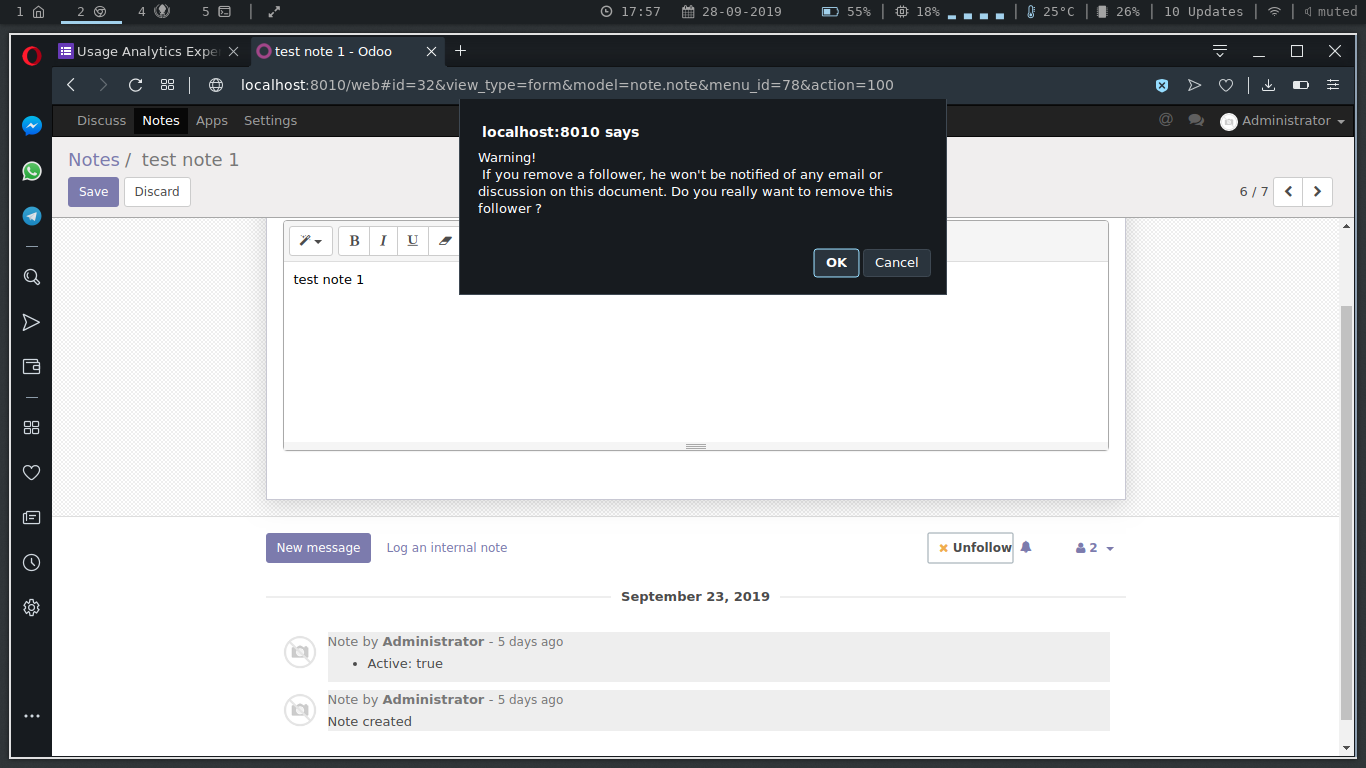 1 2 4 5 17:57 28-09-2019 55% 18% 25°C 26% 10 Updates muted
Usage Analytics Expe test note 1 - Odoo
localhost:8010/web#id=32&view_type=form&model=note.note&menu_id=78&action=100
Discuss Notes Apps Settings @ Administrator
localhost:8010 says
Warning!
If you remove a follower, he won't be notified of any email or
discussion on this document. Do you really want to remove this
follower ?
OK Cancel
Notes / test note 1
Save Discard 6 / 7
B I U
test note 1
New message Log an internal note Unfollow 2
September 23, 2019
Note by Administrator - 5 days ago
• Active: true
Note by Administrator - 5 days ago
Note created